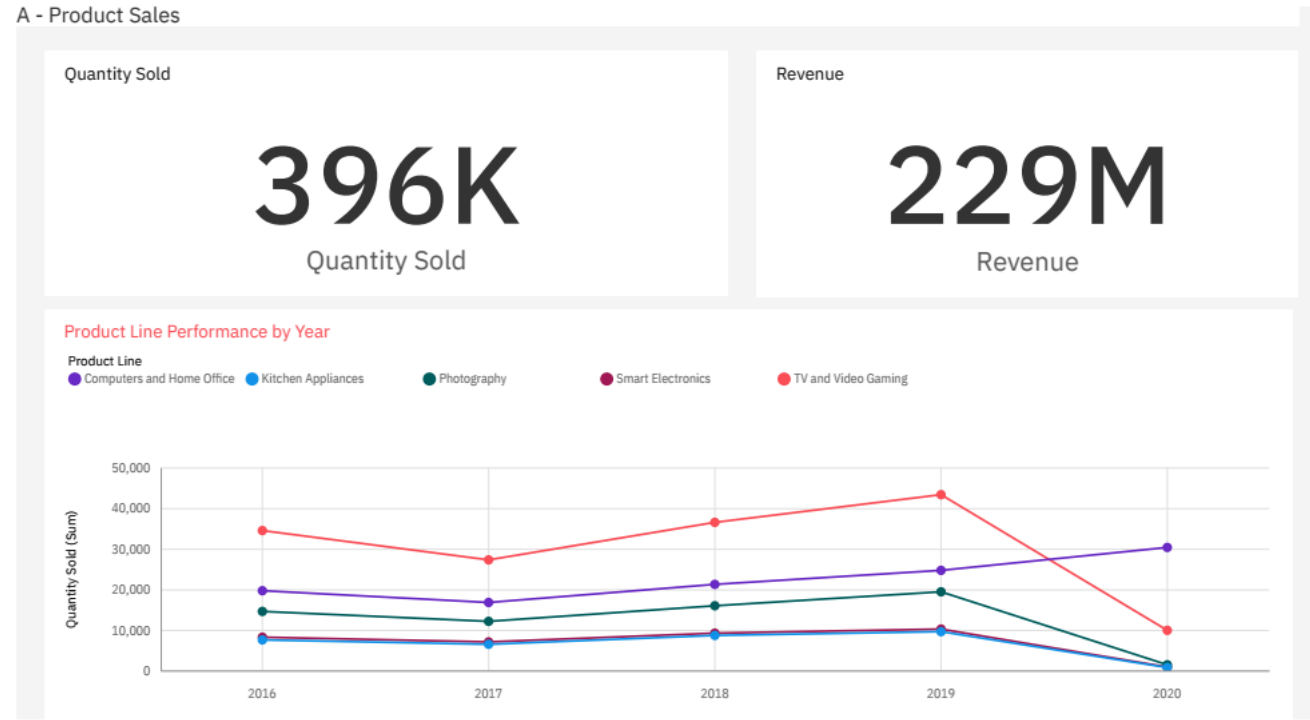 A - Product Sales
Quantity Sold
Revenue
396K
229M
Quantity Sold
Revenue
Product Line Performance by Year
Product Line
Computers and Home Office Kitchen Appliances Photography Smart Electronics TV and Video Gaming
Quantity Sold (Sum)
50,000
40,000
30,000
20,000
10,000
0
2016 2017 2018 2019 2020